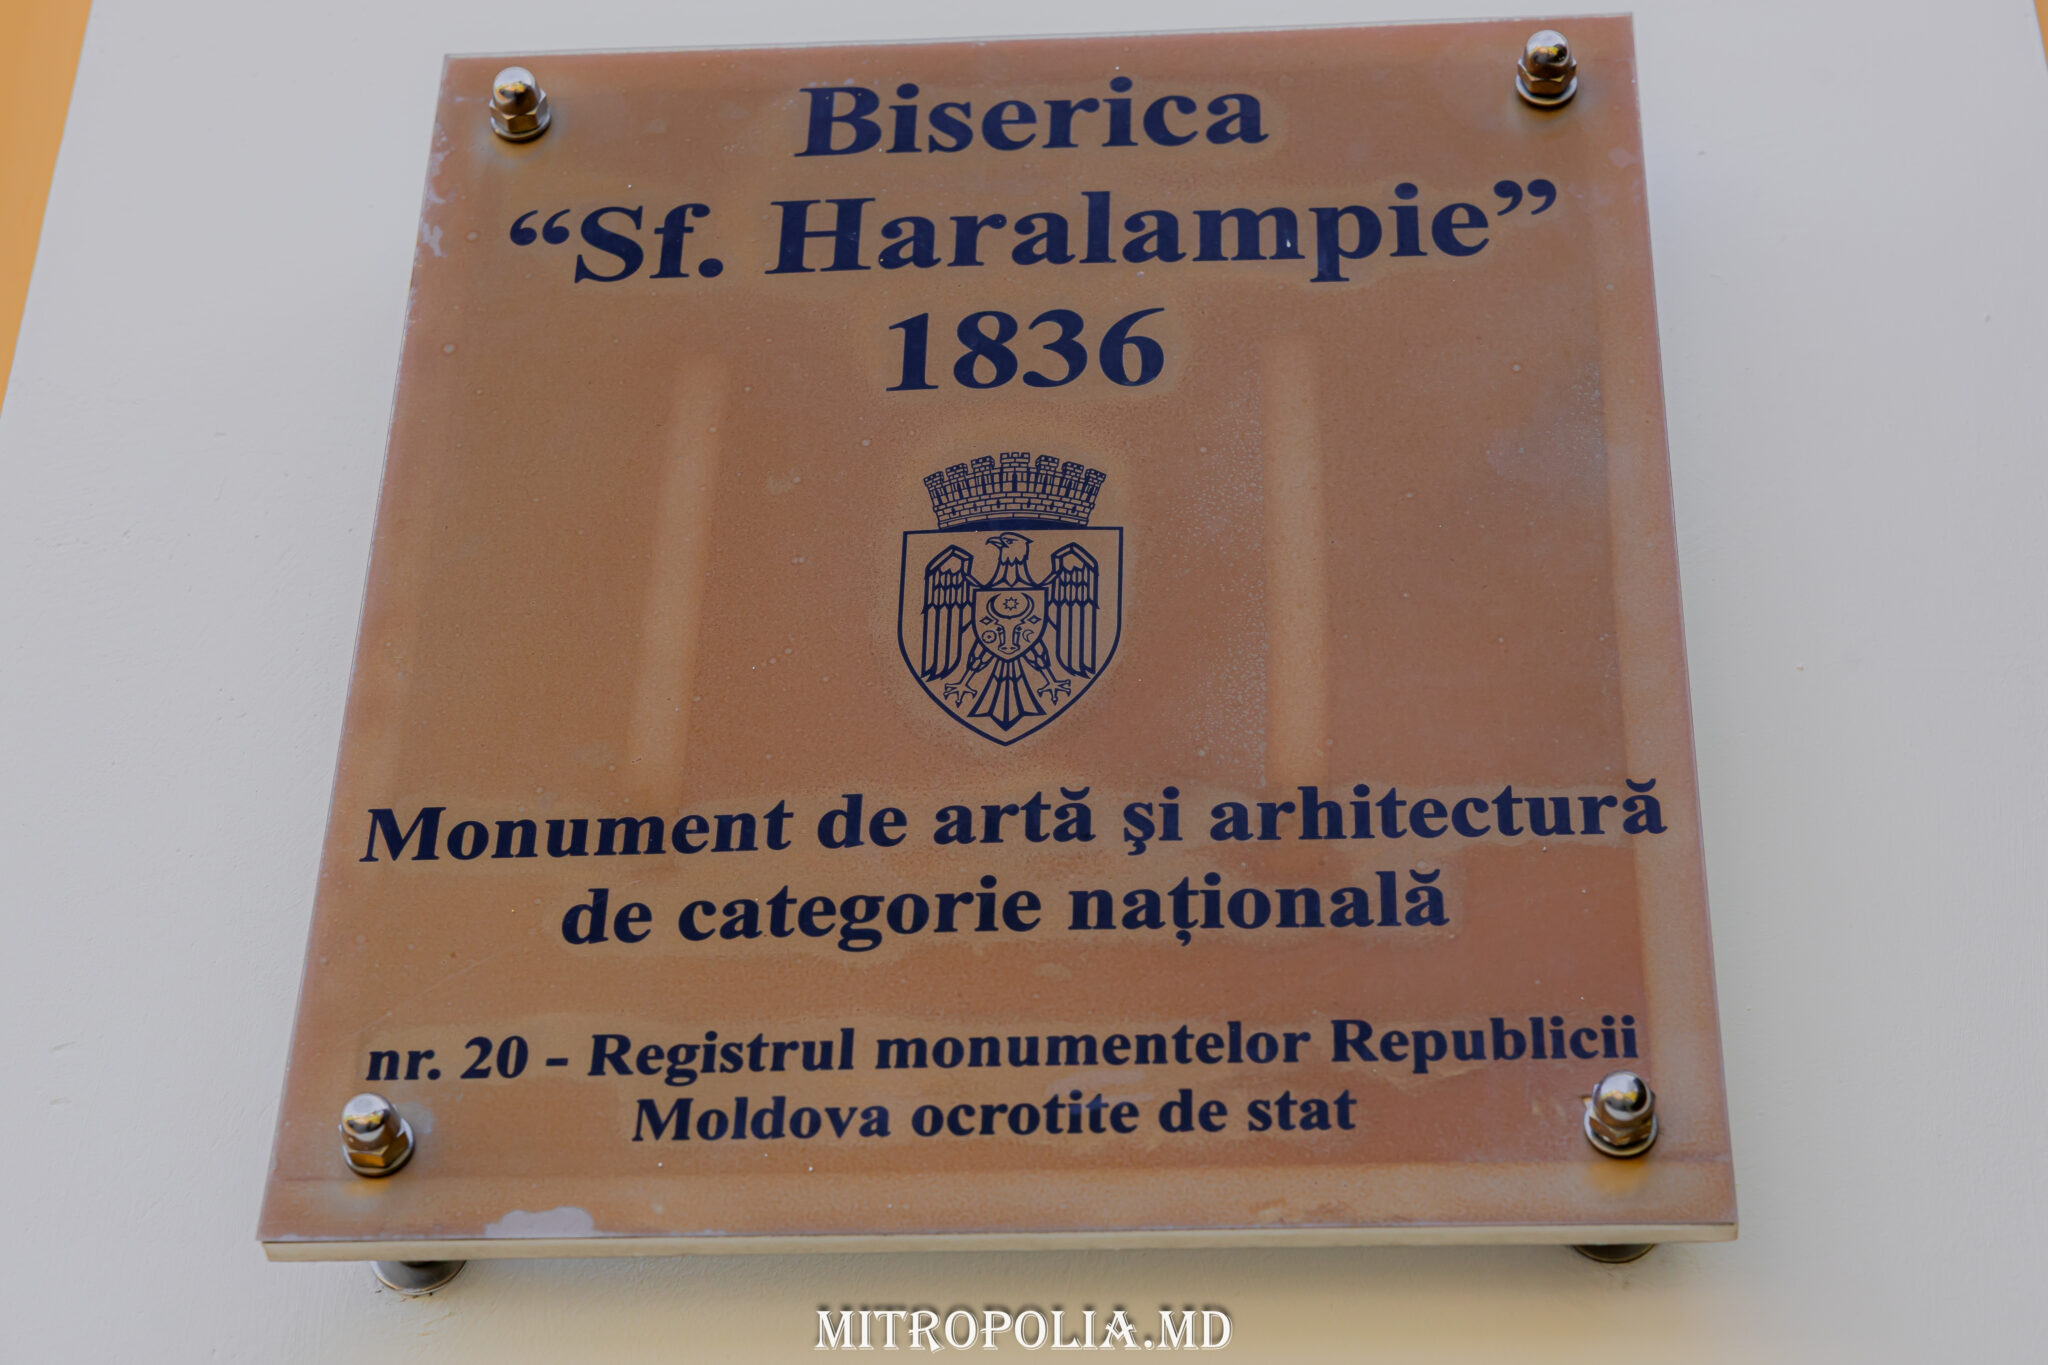 Biserica
“Sf. Haralampie”
1836
Monument de artă şi arhitectură
de categorie națională
nr. 20 - Registrul monumentelor Republicii
Moldova ocrotite de stat
MITROPOLIA.MD